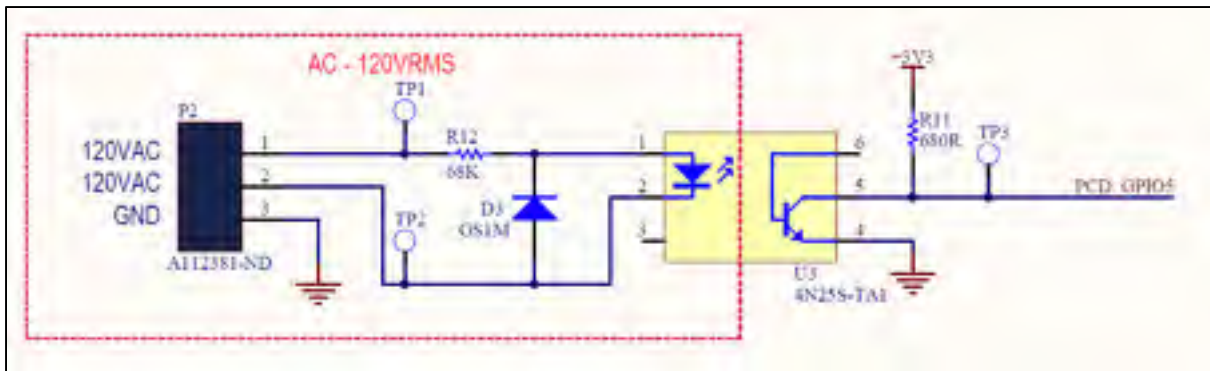 AC - 120VRMS
P2
TP1
R12
68K
120VAC
120VAC
GND
1
2
3
A112381-ND
TP2
D3
OS1M
1
2
3
6
5
4
U3
4N25S-TA1
R11
680R
TP3
PCD_GPIO5